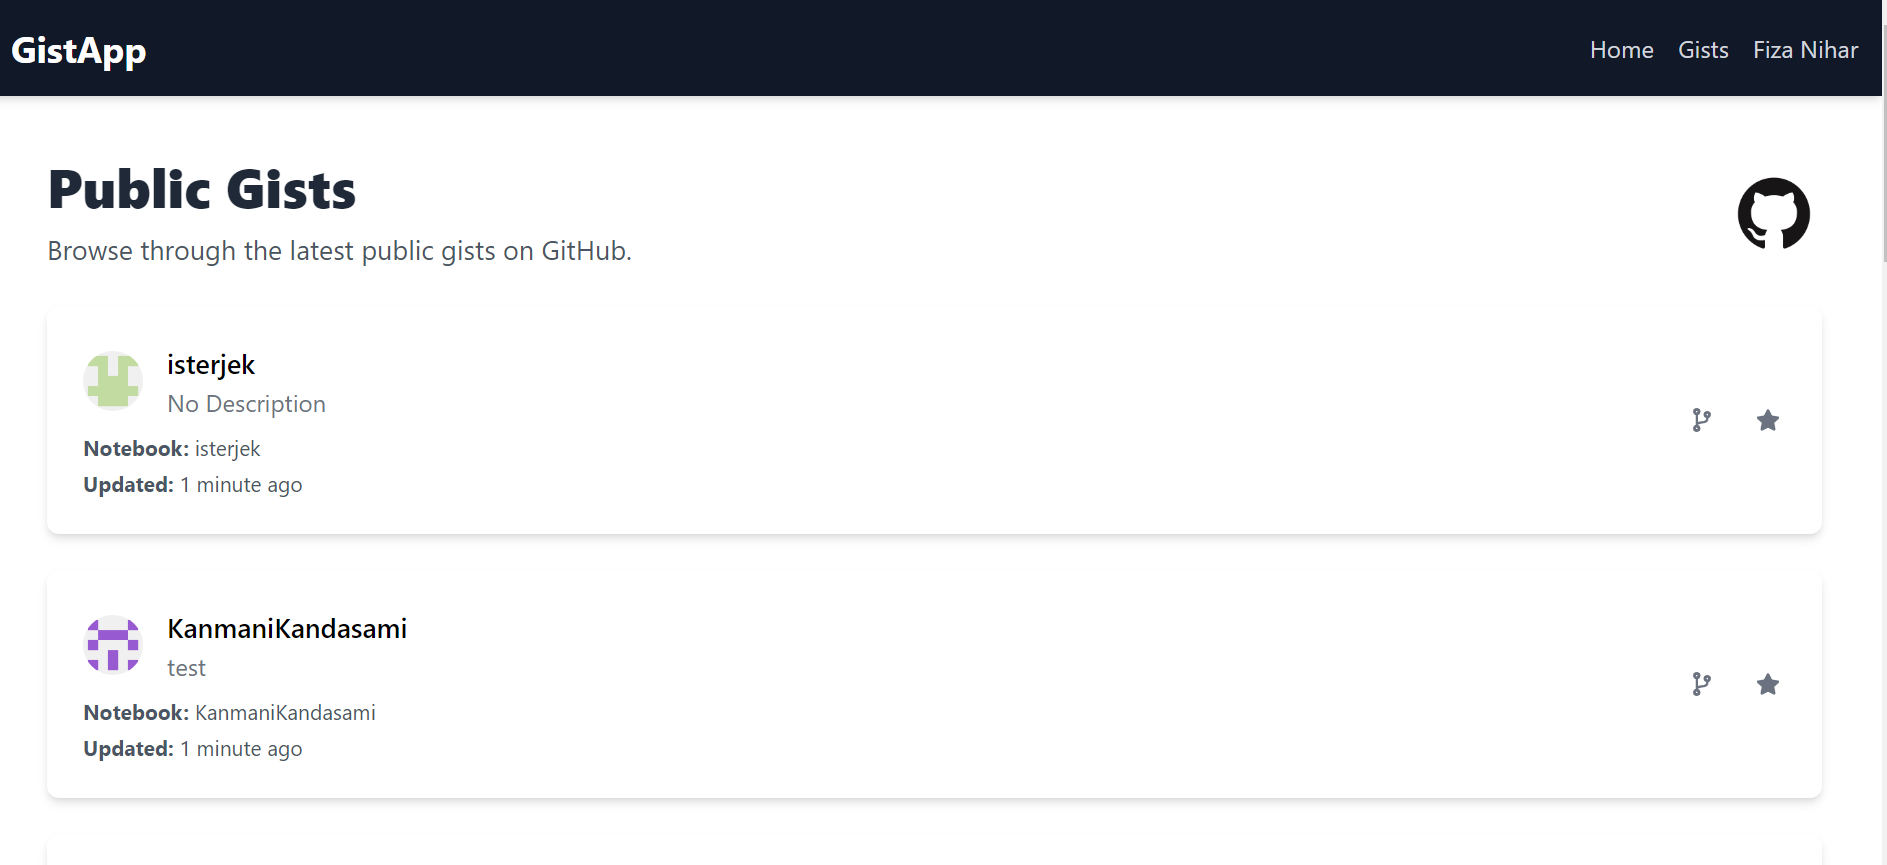 GistApp
Home Gists Fiza Nihar
Public Gists
Browse through the latest public gists on GitHub.
isterjek
No Description
Notebook: isterjek
Updated: 1 minute ago
KanmaniKandasami
test
Notebook: KanmaniKandasami
Updated: 1 minute ago